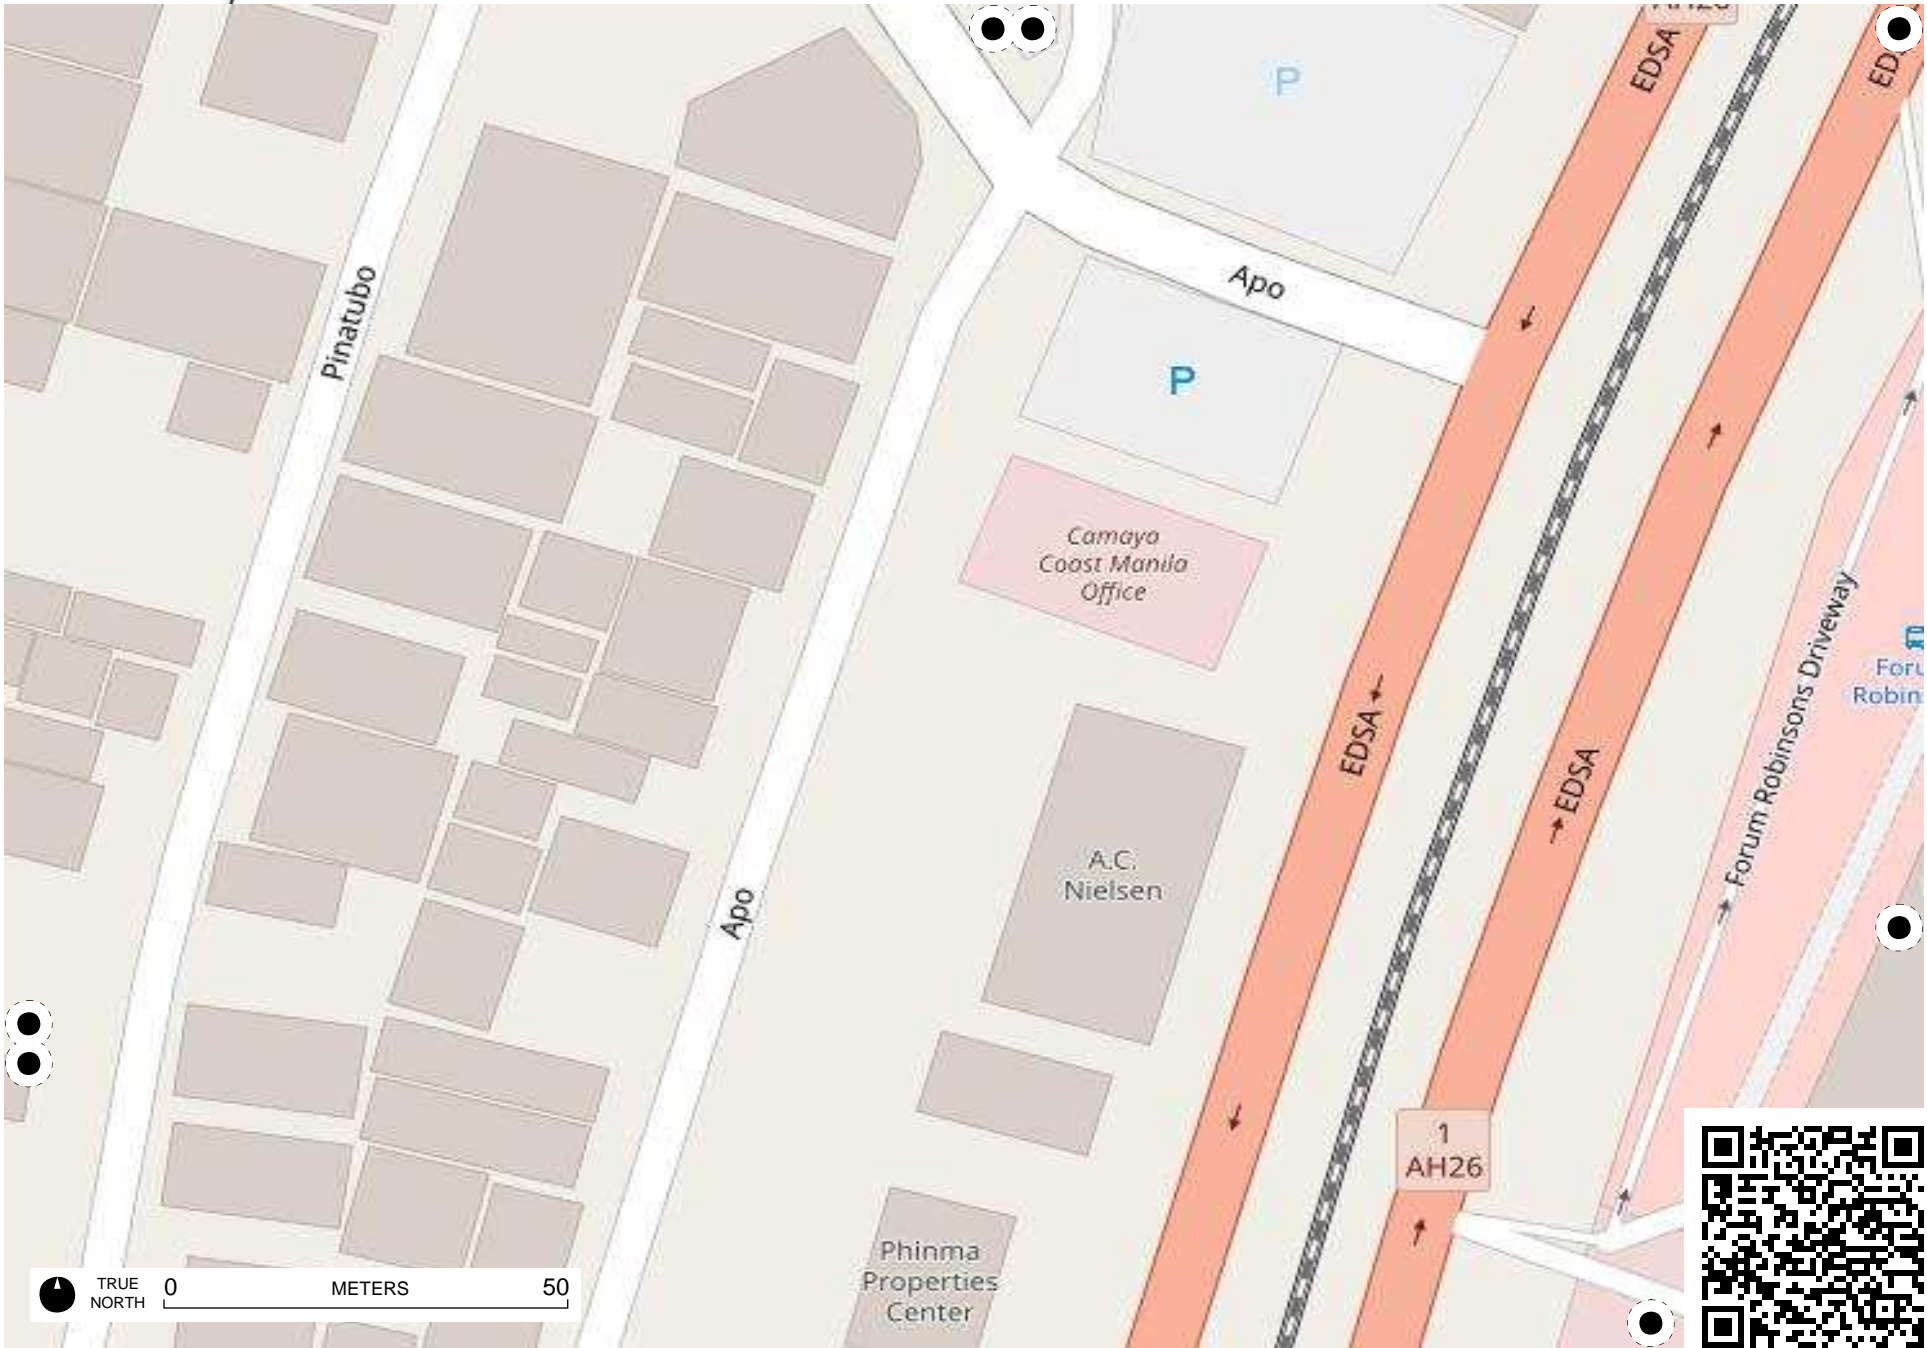 P
EDSA
Apo
Pinatubo
P
Camaya
Coast Manila
Office
Forum Robinsons Driveway
EDSA
EDSA
A.C.
Nielsen
Apo
1
AH26
Phinma
Properties
Center
TRUE
NORTH
0
METERS
50